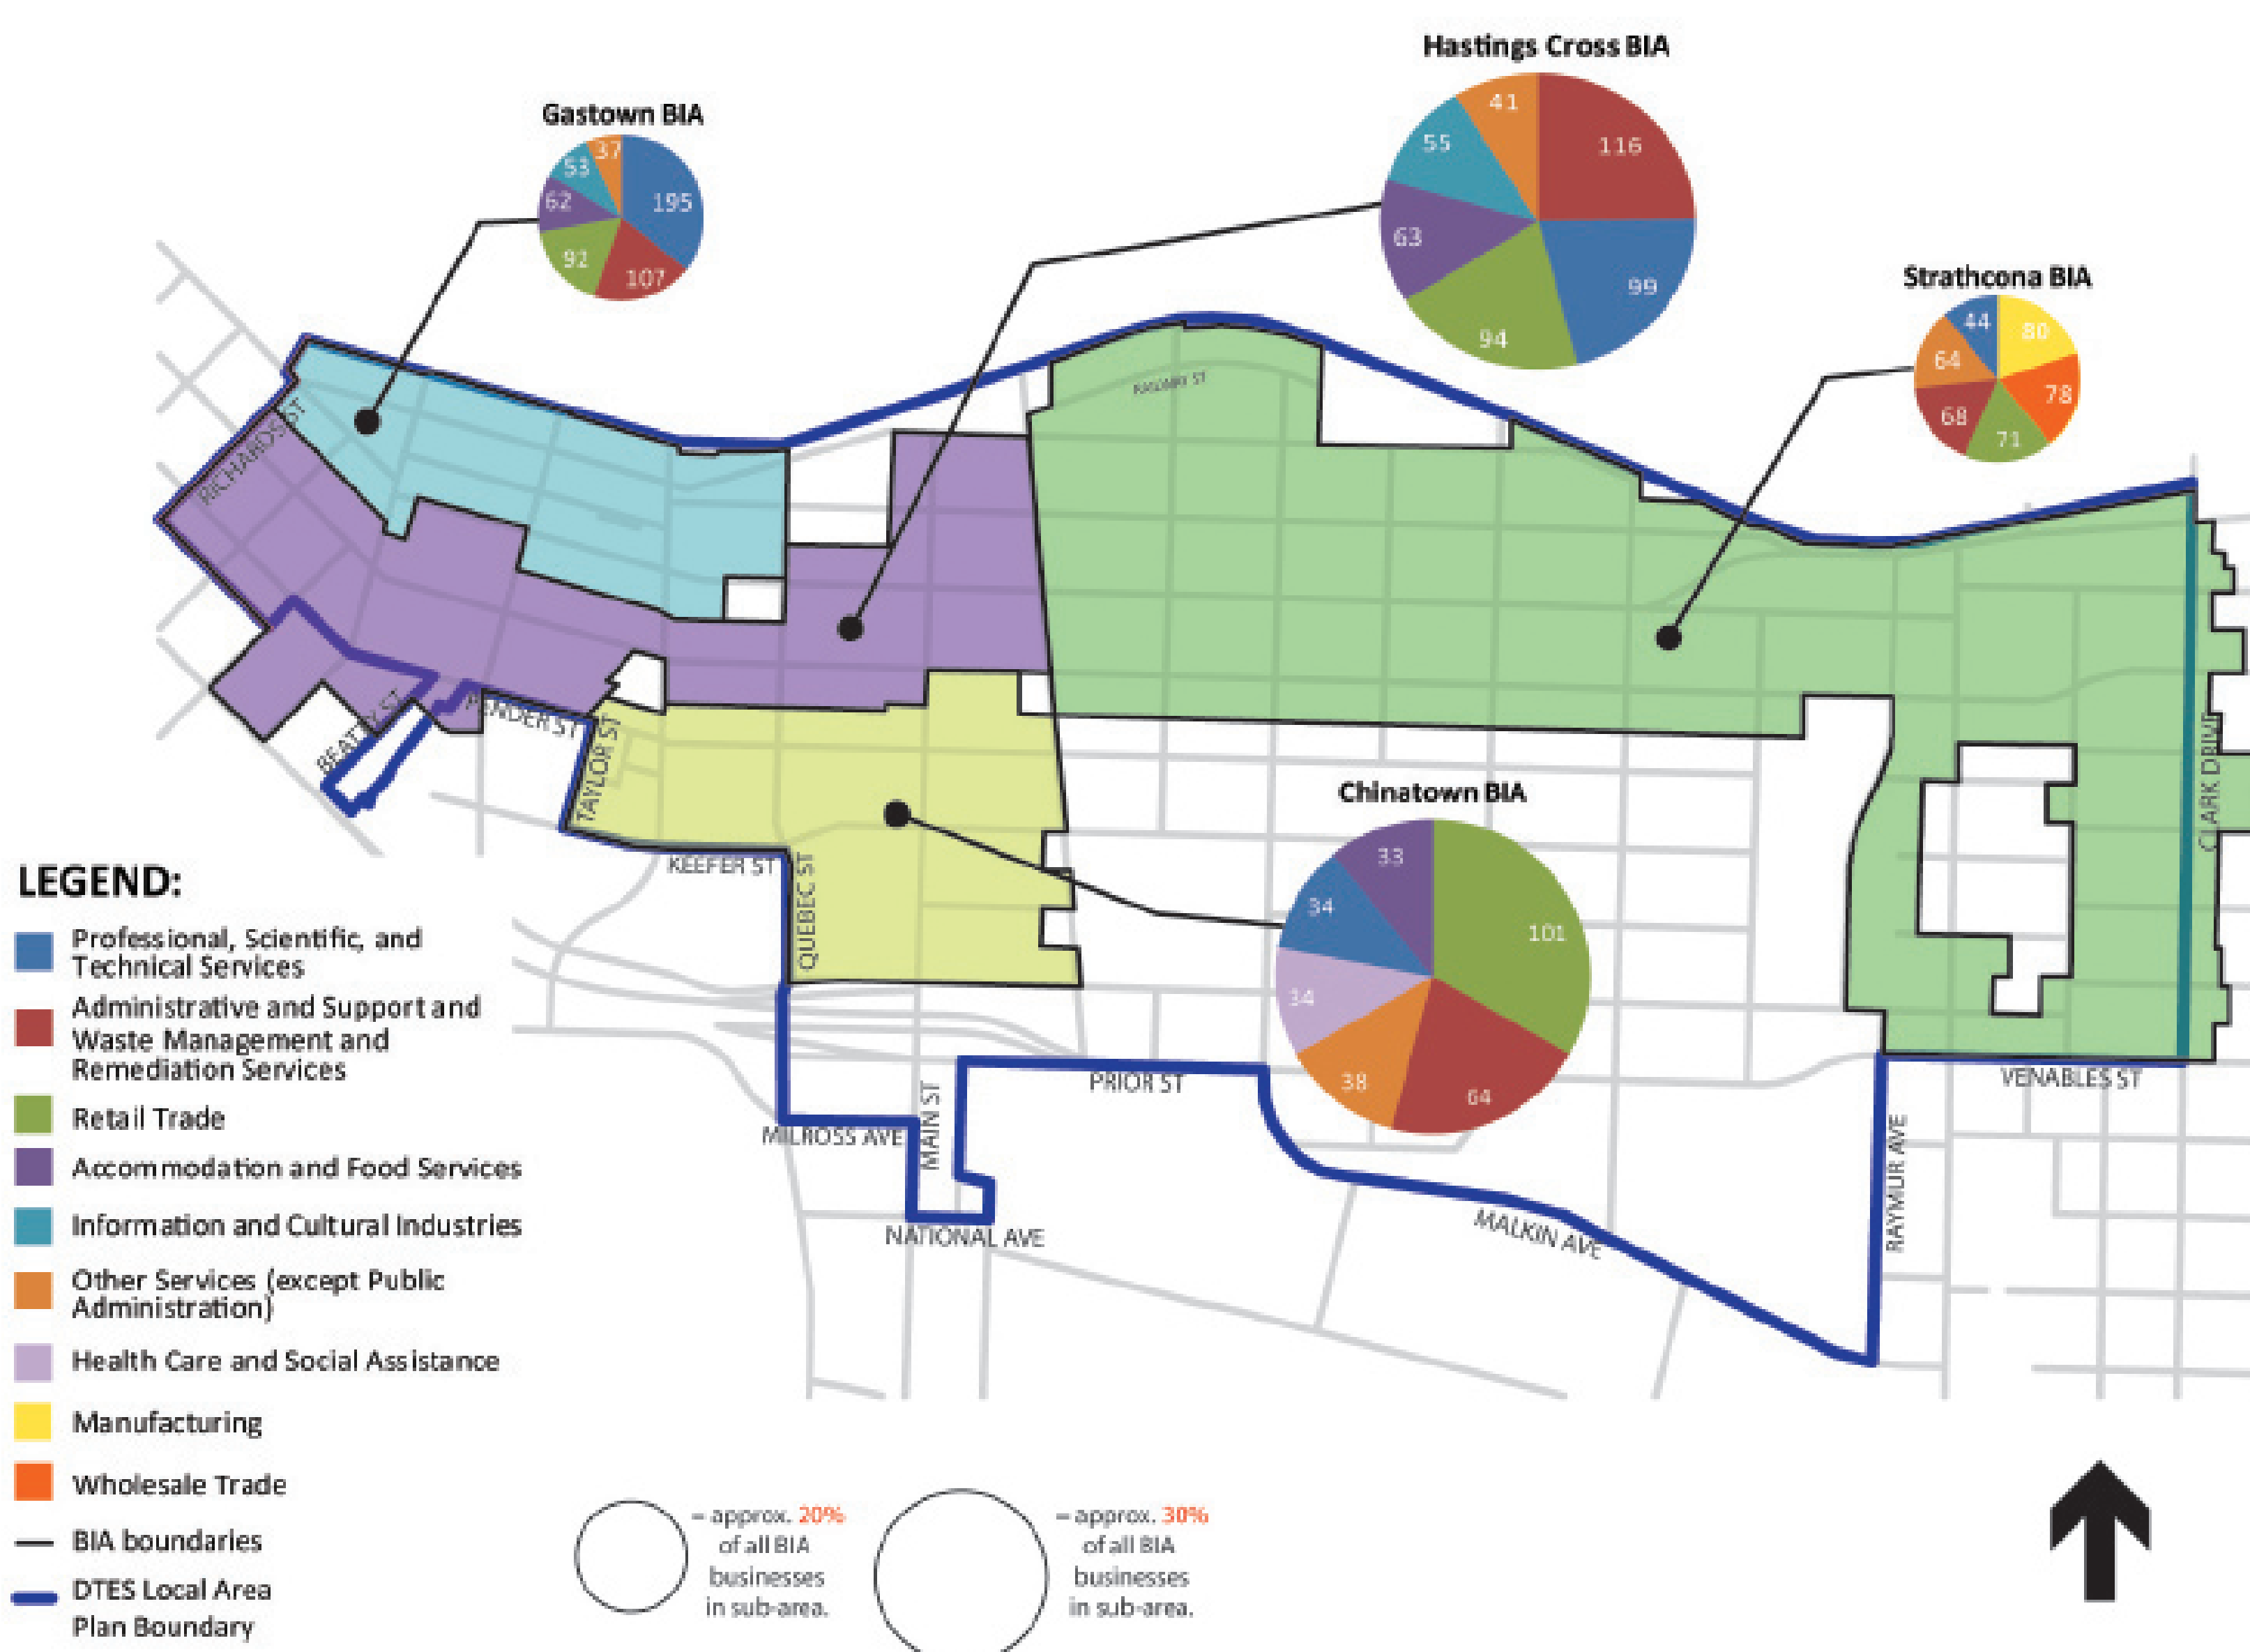 Hastings Cross BIA
41
116
55
63
99
94
Gastown BIA
37
53
195
62
92
107
Strathcona BIA
44
80
64
78
68
71
RAILWAY ST
RICHARDS ST
BEATTY ST
PENDER ST
TAYLOR ST
CLARK DRIVE
Chinatown BIA
33
101
34
34
38
64
KEEFER ST
QUEBEC ST
PRIOR ST
VENABLES ST
MILROSS AVE
MAIN ST
NATIONAL AVE
MALKIN AVE
RAYMUR AVE
LEGEND:
Professional, Scientific, and
Technical Services
Administrative and Support and
Waste Management and
Remediation Services
Retail Trade
Accommodation and Food Services
Information and Cultural Industries
Other Services (except Public
Administration)
Health Care and Social Assistance
Manufacturing
Wholesale Trade
BIA boundaries
DTES Local Area
Plan Boundary
– approx. 20%
of all BIA
businesses
in sub-area.
– approx. 30%
of all BIA
businesses
in sub-area.